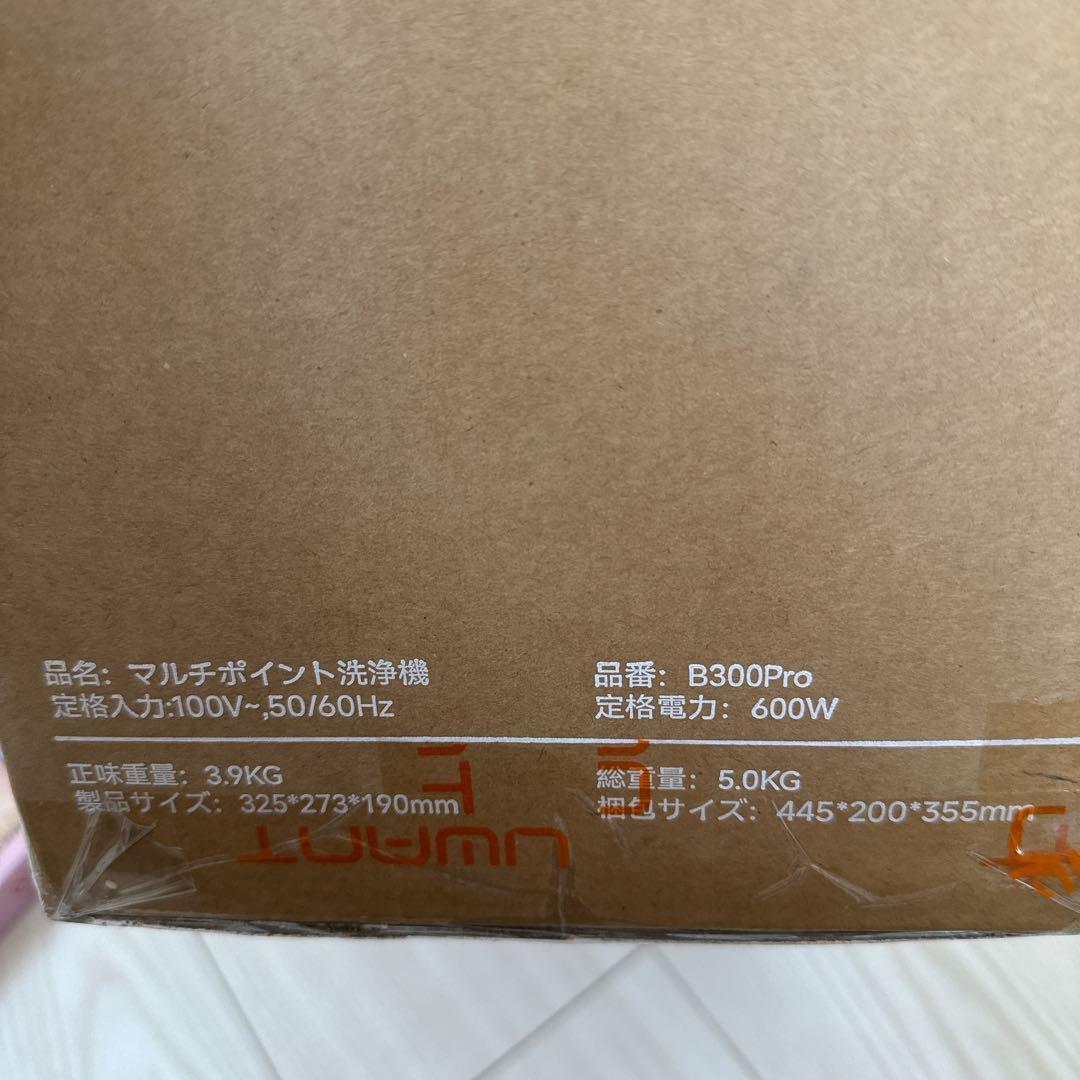 品名: マルチポイント洗浄機 品番: B300Pro
定格入力:100V~,50/60Hz 定格電力: 600W
正味重量: 3.9KG 総重量: 5.0KG
製品サイズ: 325*273*190mm 梱包サイズ: 445*200*355mm
UWANT